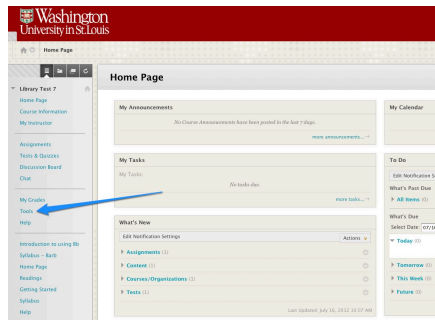 Washington
University in St.Louis
Home Page
Library Test 7
Home Page
Course Information
My Instructor
Assignments
Tests & Quizzes
Discussion Board
Chat
My Grades
Tools
Help
Introduction to using Bb
Syllabus - Barb
Home Page
Readings
Getting Started
Syllabus
Help
Home Page
My Announcements
No Course Announcements have been posted in the last 7 days.
more announcements...
My Tasks
My Tasks:
No tasks due.
more tasks...
What's New
Edit Notification Settings
Actions
Assignments (1)
Content (1)
Courses/Organizations (1)
Tests (1)
Last Updated: July 10, 2012 10:07 AM
My Calendar
To Do
Edit Notification S
What's Past Due
All Items (0)
What's Due
Select Date: 07/10
Today (0)
Tomorrow (0)
This Week (0)
Future (0)